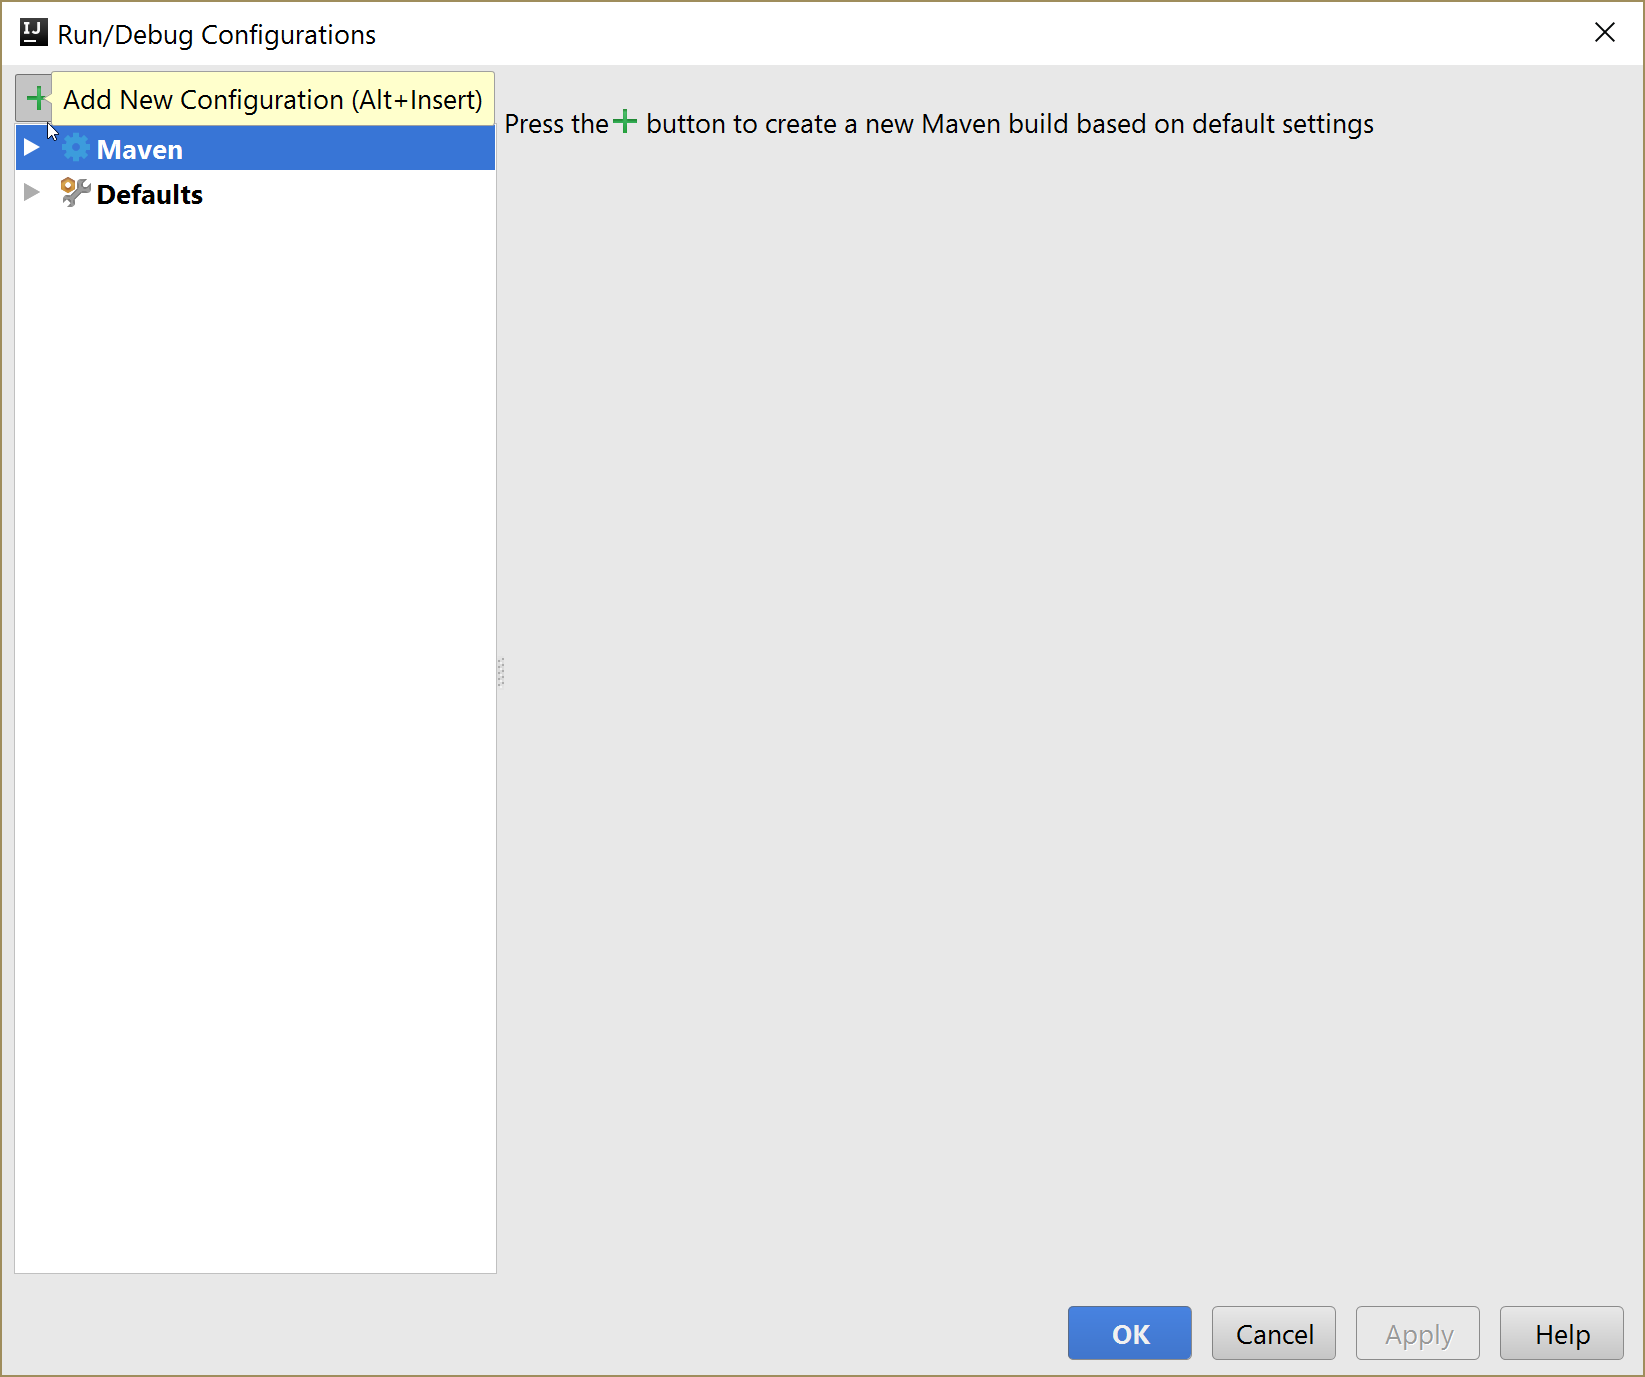 IJ
Run/Debug Configurations
Add New Configuration (Alt+Insert)
Press the + button to create a new Maven build based on default settings
Maven
Defaults
OK
Cancel
Apply
Help